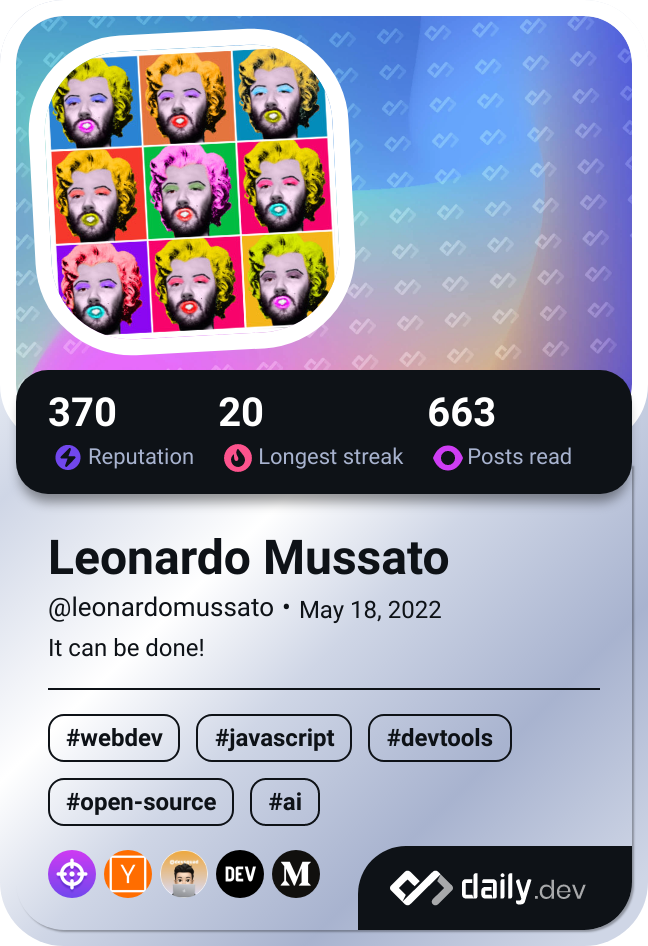 370 20 663
Reputation Longest streak Posts read
Leonardo Mussato
@leonardomussato • May 18, 2022
It can be done!
#webdev #javascript #devtools
#open-source #ai
Y DEV M
daily.dev